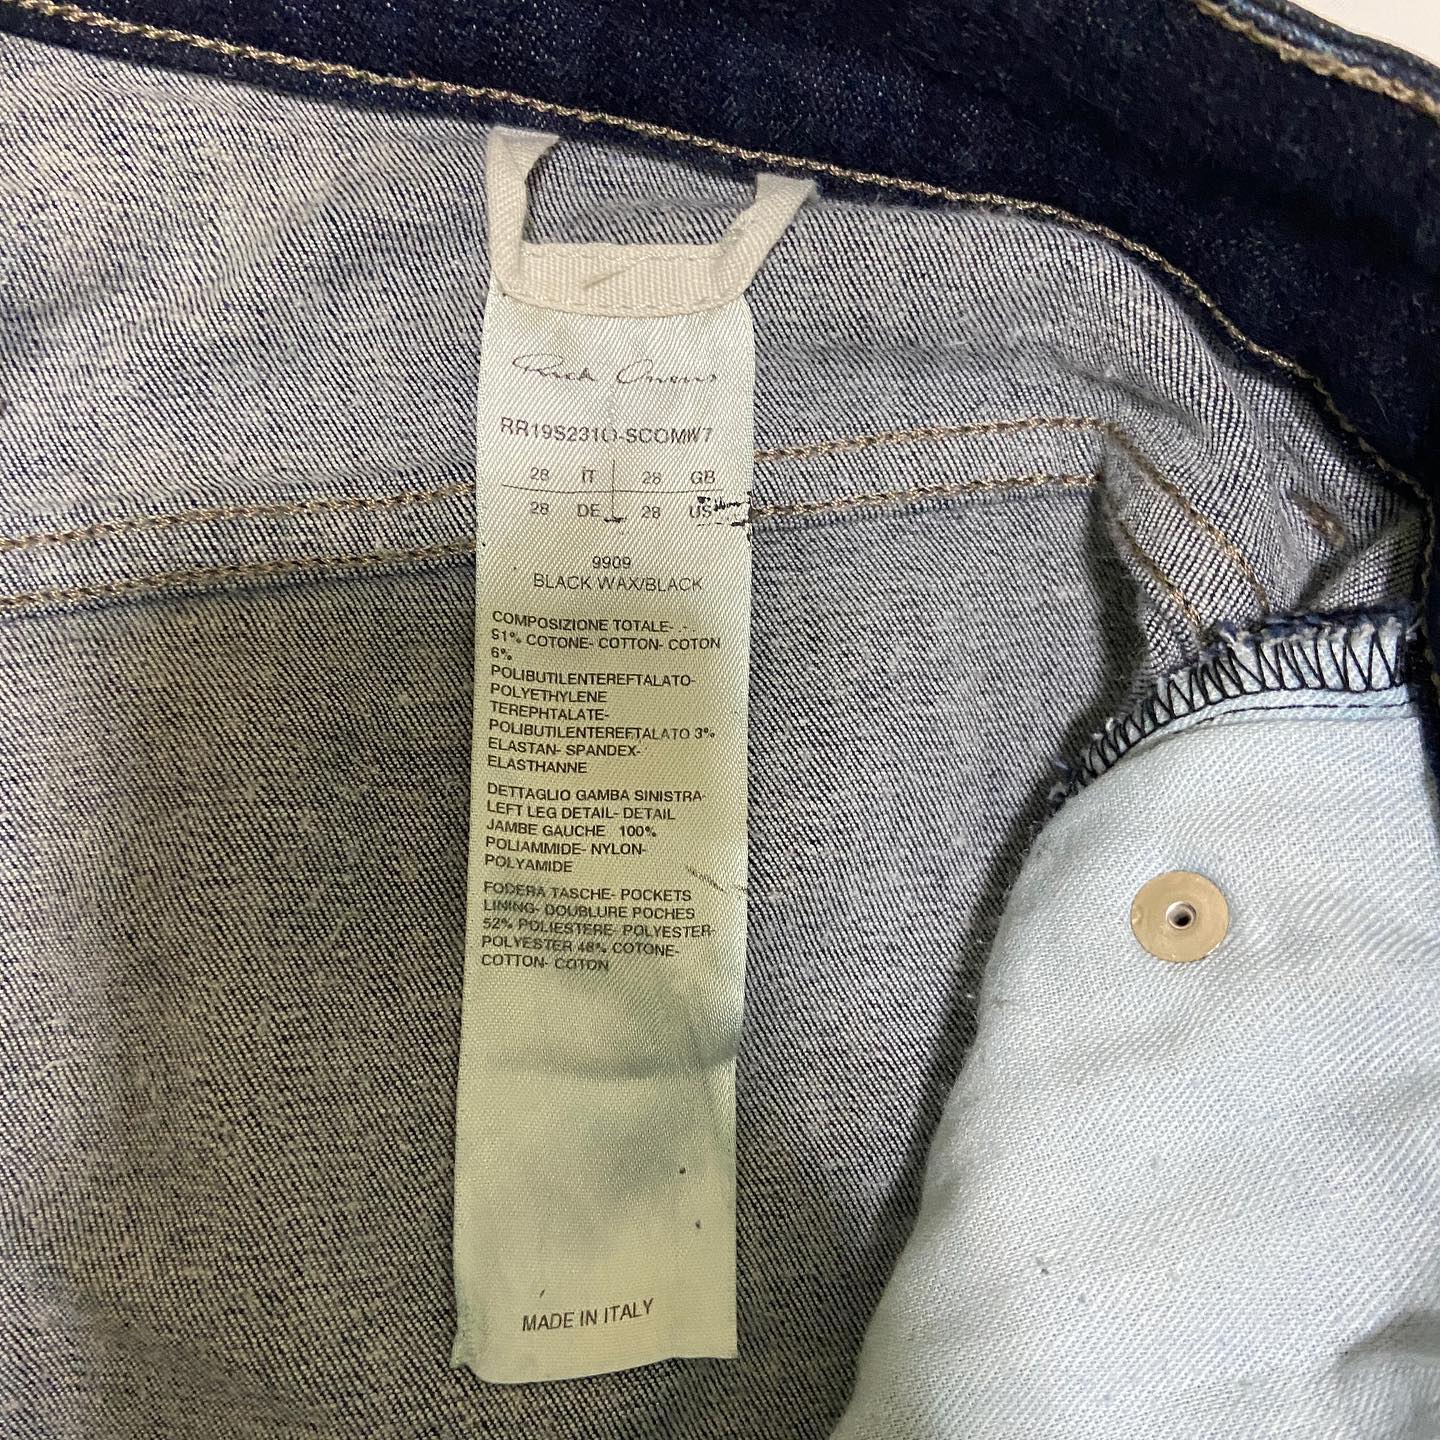 Rick Owens
RR19S2310-SCOMW7
28 IT 28 GB
28 DE 28 US
9909
BLACK WAX/BLACK
COMPOSIZIONE TOTALE- -
91% COTONE- COTTON- COTON
6%
POLIBUTILENTEREFTALATO-
POLYETHYLENE
TEREPHTALATE-
POLIBUTILENTEREFTALATO 3%
ELASTAN- SPANDEX-
ELASTHANNE
DETTAGLIO GAMBA SINISTRA-
LEFT LEG DETAIL- DETAIL
JAMBE GAUCHE 100%
POLIAMMIDE- NYLON-
POLYAMIDE
FODERA TASCHE- POCKETS
LINING- DOUBLURE POCHES
52% POLIESTERE- POLYESTER-
POLYESTER 48% COTONE-
COTTON- COTON
MADE IN ITALY